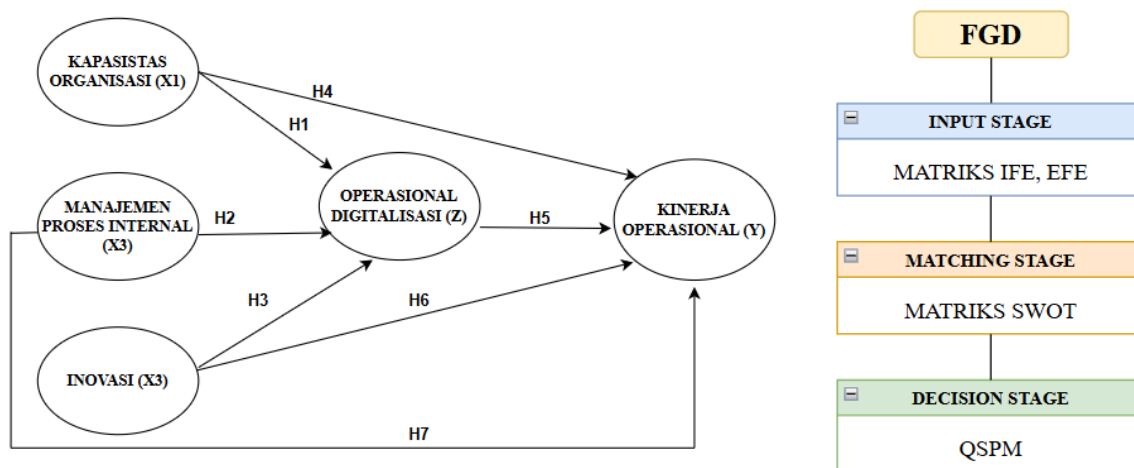 KAPASISTAS
ORGANISASI (X1)
H4
H1
OPERASIONAL
DIGITALISASI (Z)
MANAJEMEN
PROSES INTERNAL
(X3)
H2
H5
KINERJA
OPERASIONAL (Y)
H3
H6
INOVASI (X3)
H7
FGD
INPUT STAGE
MATRIKS IFE, EFE
MATCHING STAGE
MATRIKS SWOT
DECISION STAGE
QSPM